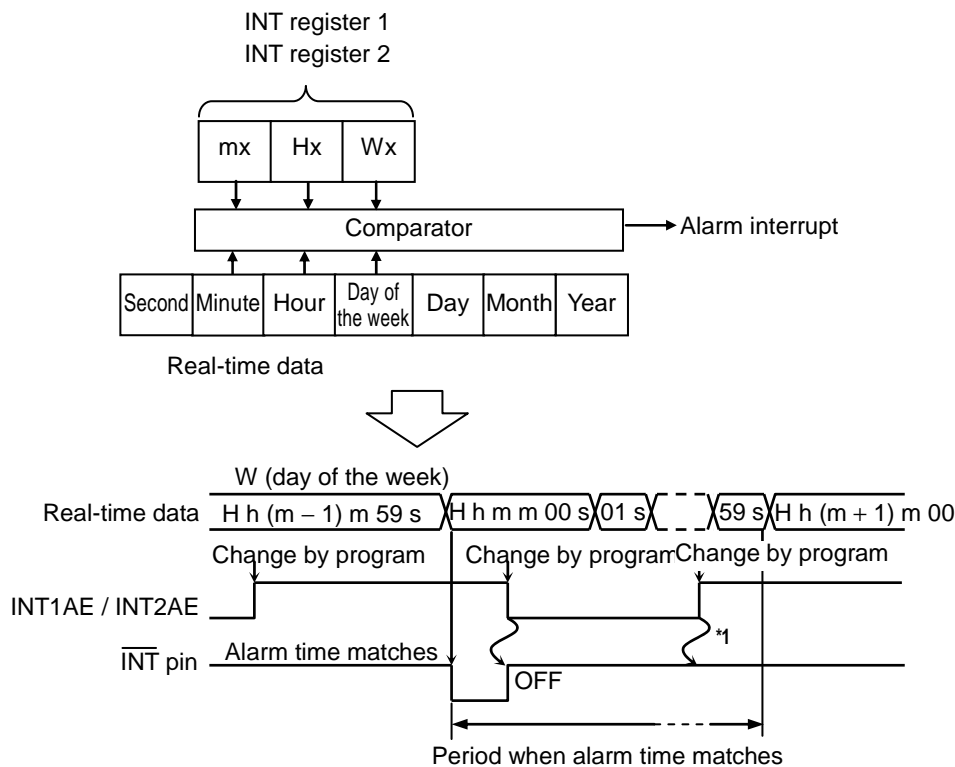 INT register 1
INT register 2
mx Hx Wx
Comparator
Alarm interrupt
Second Minute Hour Day of the week Day Month Year
Real-time data
W (day of the week)
Real-time data H h (m − 1) m 59 s H h m m 00 s 01 s 59 s H h (m + 1) m 00
Change by program Change by program Change by program
INT1AE / INT2AE
*1
INT pin Alarm time matches
OFF
Period when alarm time matches